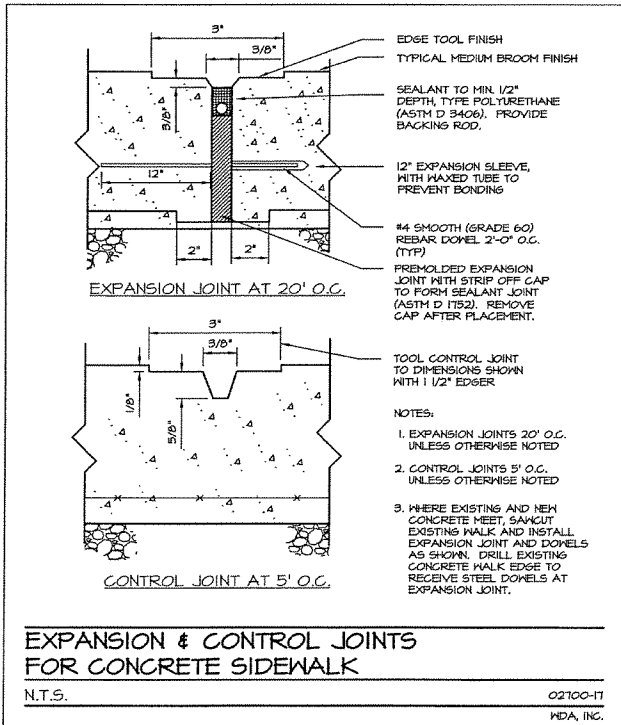 3"
3/8"
EDGE TOOL FINISH
TYPICAL MEDIUM BROOM FINISH
3/8"
SEALANT TO MIN. 1/2"
DEPTH, TYPE POLYURETHANE
(ASTM D 3406). PROVIDE
BACKING ROD.
12"
12" EXPANSION SLEEVE,
WITH WAXED TUBE TO
PREVENT BONDING
#4 SMOOTH (GRADE 60)
REBAR DOWEL 2'-0" O.C.
(TYP)
2"
2"
PREMOLDED EXPANSION
JOINT WITH STRIP OFF CAP
TO FORM SEALANT JOINT
(ASTM D 1752). REMOVE
CAP AFTER PLACEMENT.
EXPANSION JOINT AT 20' O.C.
3"
3/8"
TOOL CONTROL JOINT
TO DIMENSIONS SHOWN
WITH 1 1/2" EDGER
1/8"
5/8"
NOTES:
1. EXPANSION JOINTS 20' O.C.
UNLESS OTHERWISE NOTED
2. CONTROL JOINTS 5' O.C.
UNLESS OTHERWISE NOTED
3. WHERE EXISTING AND NEW
CONCRETE MEET, SAWCUT
EXISTING WALK AND INSTALL
EXPANSION JOINT AND DOWELS
AS SHOWN. DRILL EXISTING
CONCRETE WALK EDGE TO
RECEIVE STEEL DOWELS AT
EXPANSION JOINT.
CONTROL JOINT AT 5' O.C.
EXPANSION & CONTROL JOINTS
FOR CONCRETE SIDEWALK
N.T.S.
02700-17
WDA, INC.